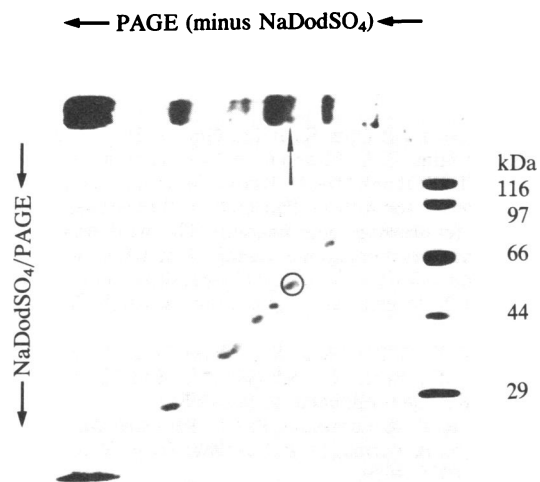 PAGE (minus NaDodSO₄)
NaDodSO₄/PAGE
kDa
116
97
66
44
29